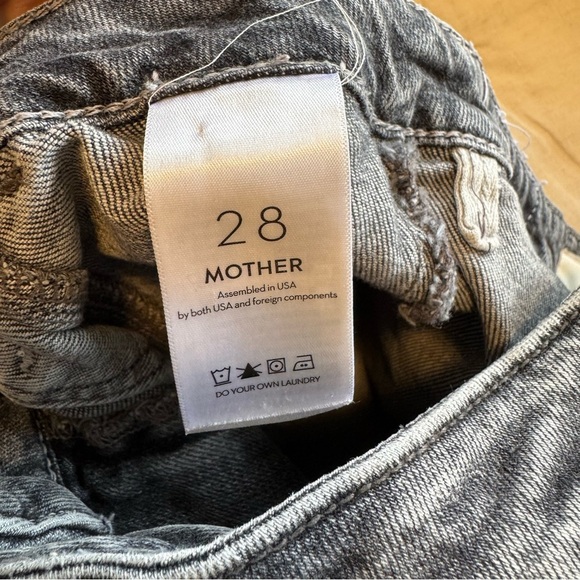 28
MOTHER
Assembled in USA
by both USA and foreign components
DO YOUR OWN LAUNDRY